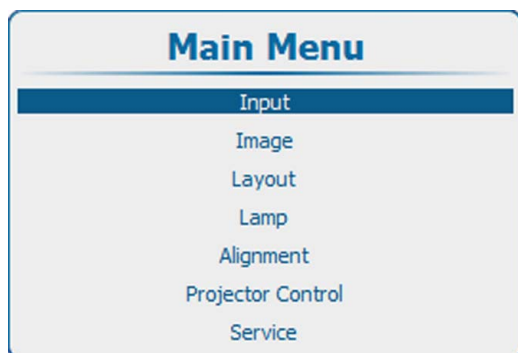 Main Menu
Input
Image
Layout
Lamp
Alignment
Projector Control
Service